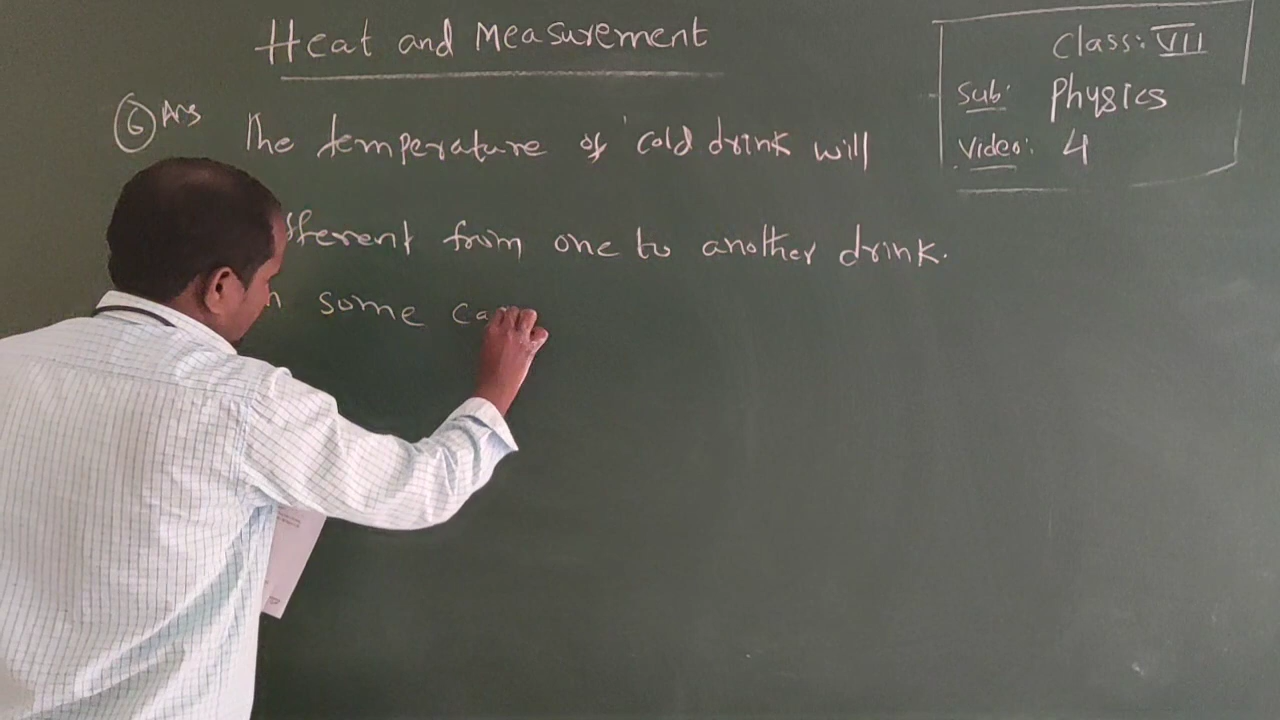 Heat and Measurement
Class: VII
Sub: Physics
Video: 4
6 Ans The temperature of cold drink will
fferent from one to another drink.
n some ca